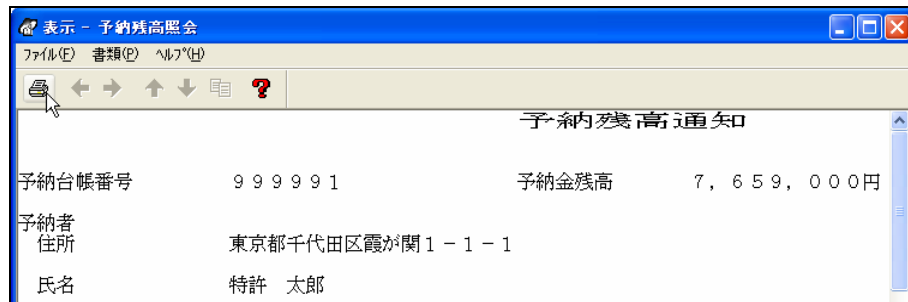 表示 - 予納残高照会
ファイル(F) 書類(P) ヘルプ(H)
予納残高通知
予納台帳番号 999991 予納金残高 7,659,000円
予納者
住所 東京都千代田区霞が関1-1-1
氏名 特許 太郎